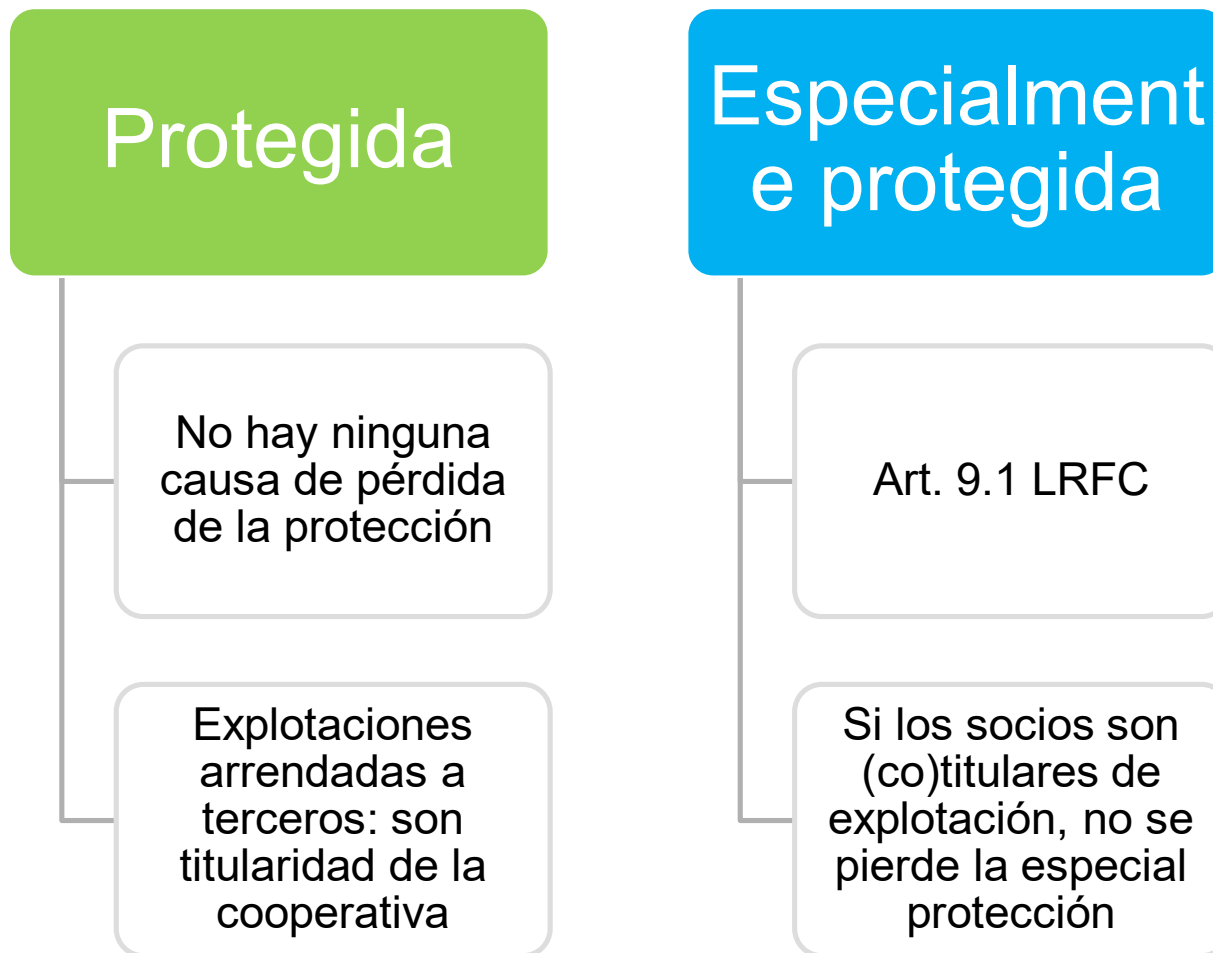 Protegida
No hay ninguna
causa de pérdida
de la protección
Explotaciones
arrendadas a
terceros: son
titularidad de la
cooperativa
Especialment
e protegida
Art. 9.1 LRFC
Si los socios son
(co)titulares de
explotación, no se
pierde la especial
protección